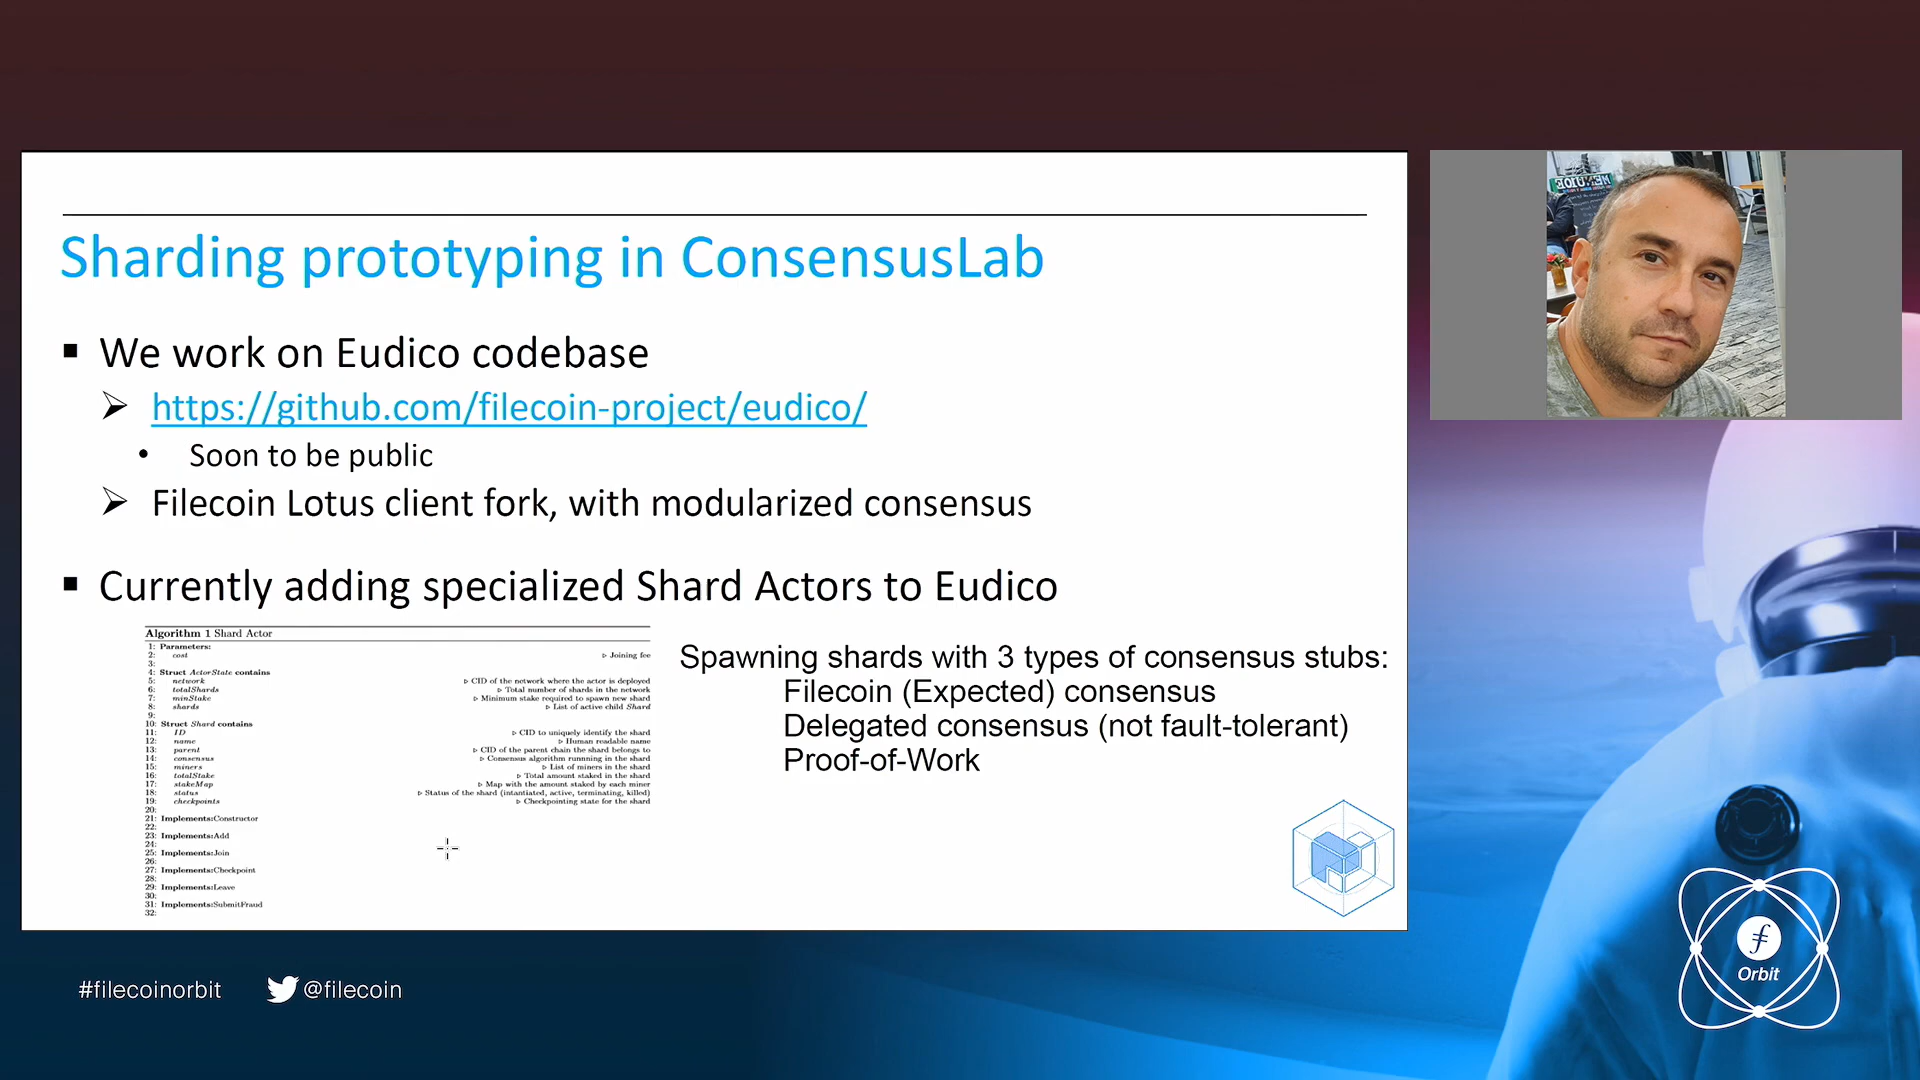 Sharding prototyping in ConsensusLab
▪ We work on Eudico codebase
➢ https://github.com/filecoin-project/eudico/
• Soon to be public
➢ Filecoin Lotus client fork, with modularized consensus
▪ Currently adding specialized Shard Actors to Eudico
Algorithm 1 Shard Actor
1: Parameters:
2: cost ▹ Joining fee
3:
4: Struct ActorState contains
5: network ▹ CID of the network where the actor is deployed
6: totalShards ▹ Total number of shards in the network
7: minStake ▹ Minimum stake required to spawn new shard
8: shards ▹ List of active child Shard
9:
10: Struct Shard contains
11: ID ▹ CID to uniquely identify the shard
12: name ▹ Human readable name
13: parent ▹ CID of the parent chain the shard belongs to
14: consensus ▹ Consensus algorithm runnning in the shard
15: miners ▹ List of miners in the shard
16: totalStake ▹ Total amount staked in the shard
17: stakeMap ▹ Map with the amount staked by each miner
18: status ▹ Status of the shard (intantiated, active, terminating, killed)
19: checkpoints ▹ Checkpointing state for the shard
20:
21: Implements:Constructor
22:
23: Implements:Add
24:
25: Implements:Join
26:
27: Implements:Checkpoint
28:
29: Implements:Leave
30:
31: Implements:SubmitFraud
32:
Spawning shards with 3 types of consensus stubs:
Filecoin (Expected) consensus
Delegated consensus (not fault-tolerant)
Proof-of-Work
#filecoinorbit
@filecoin
Orbit